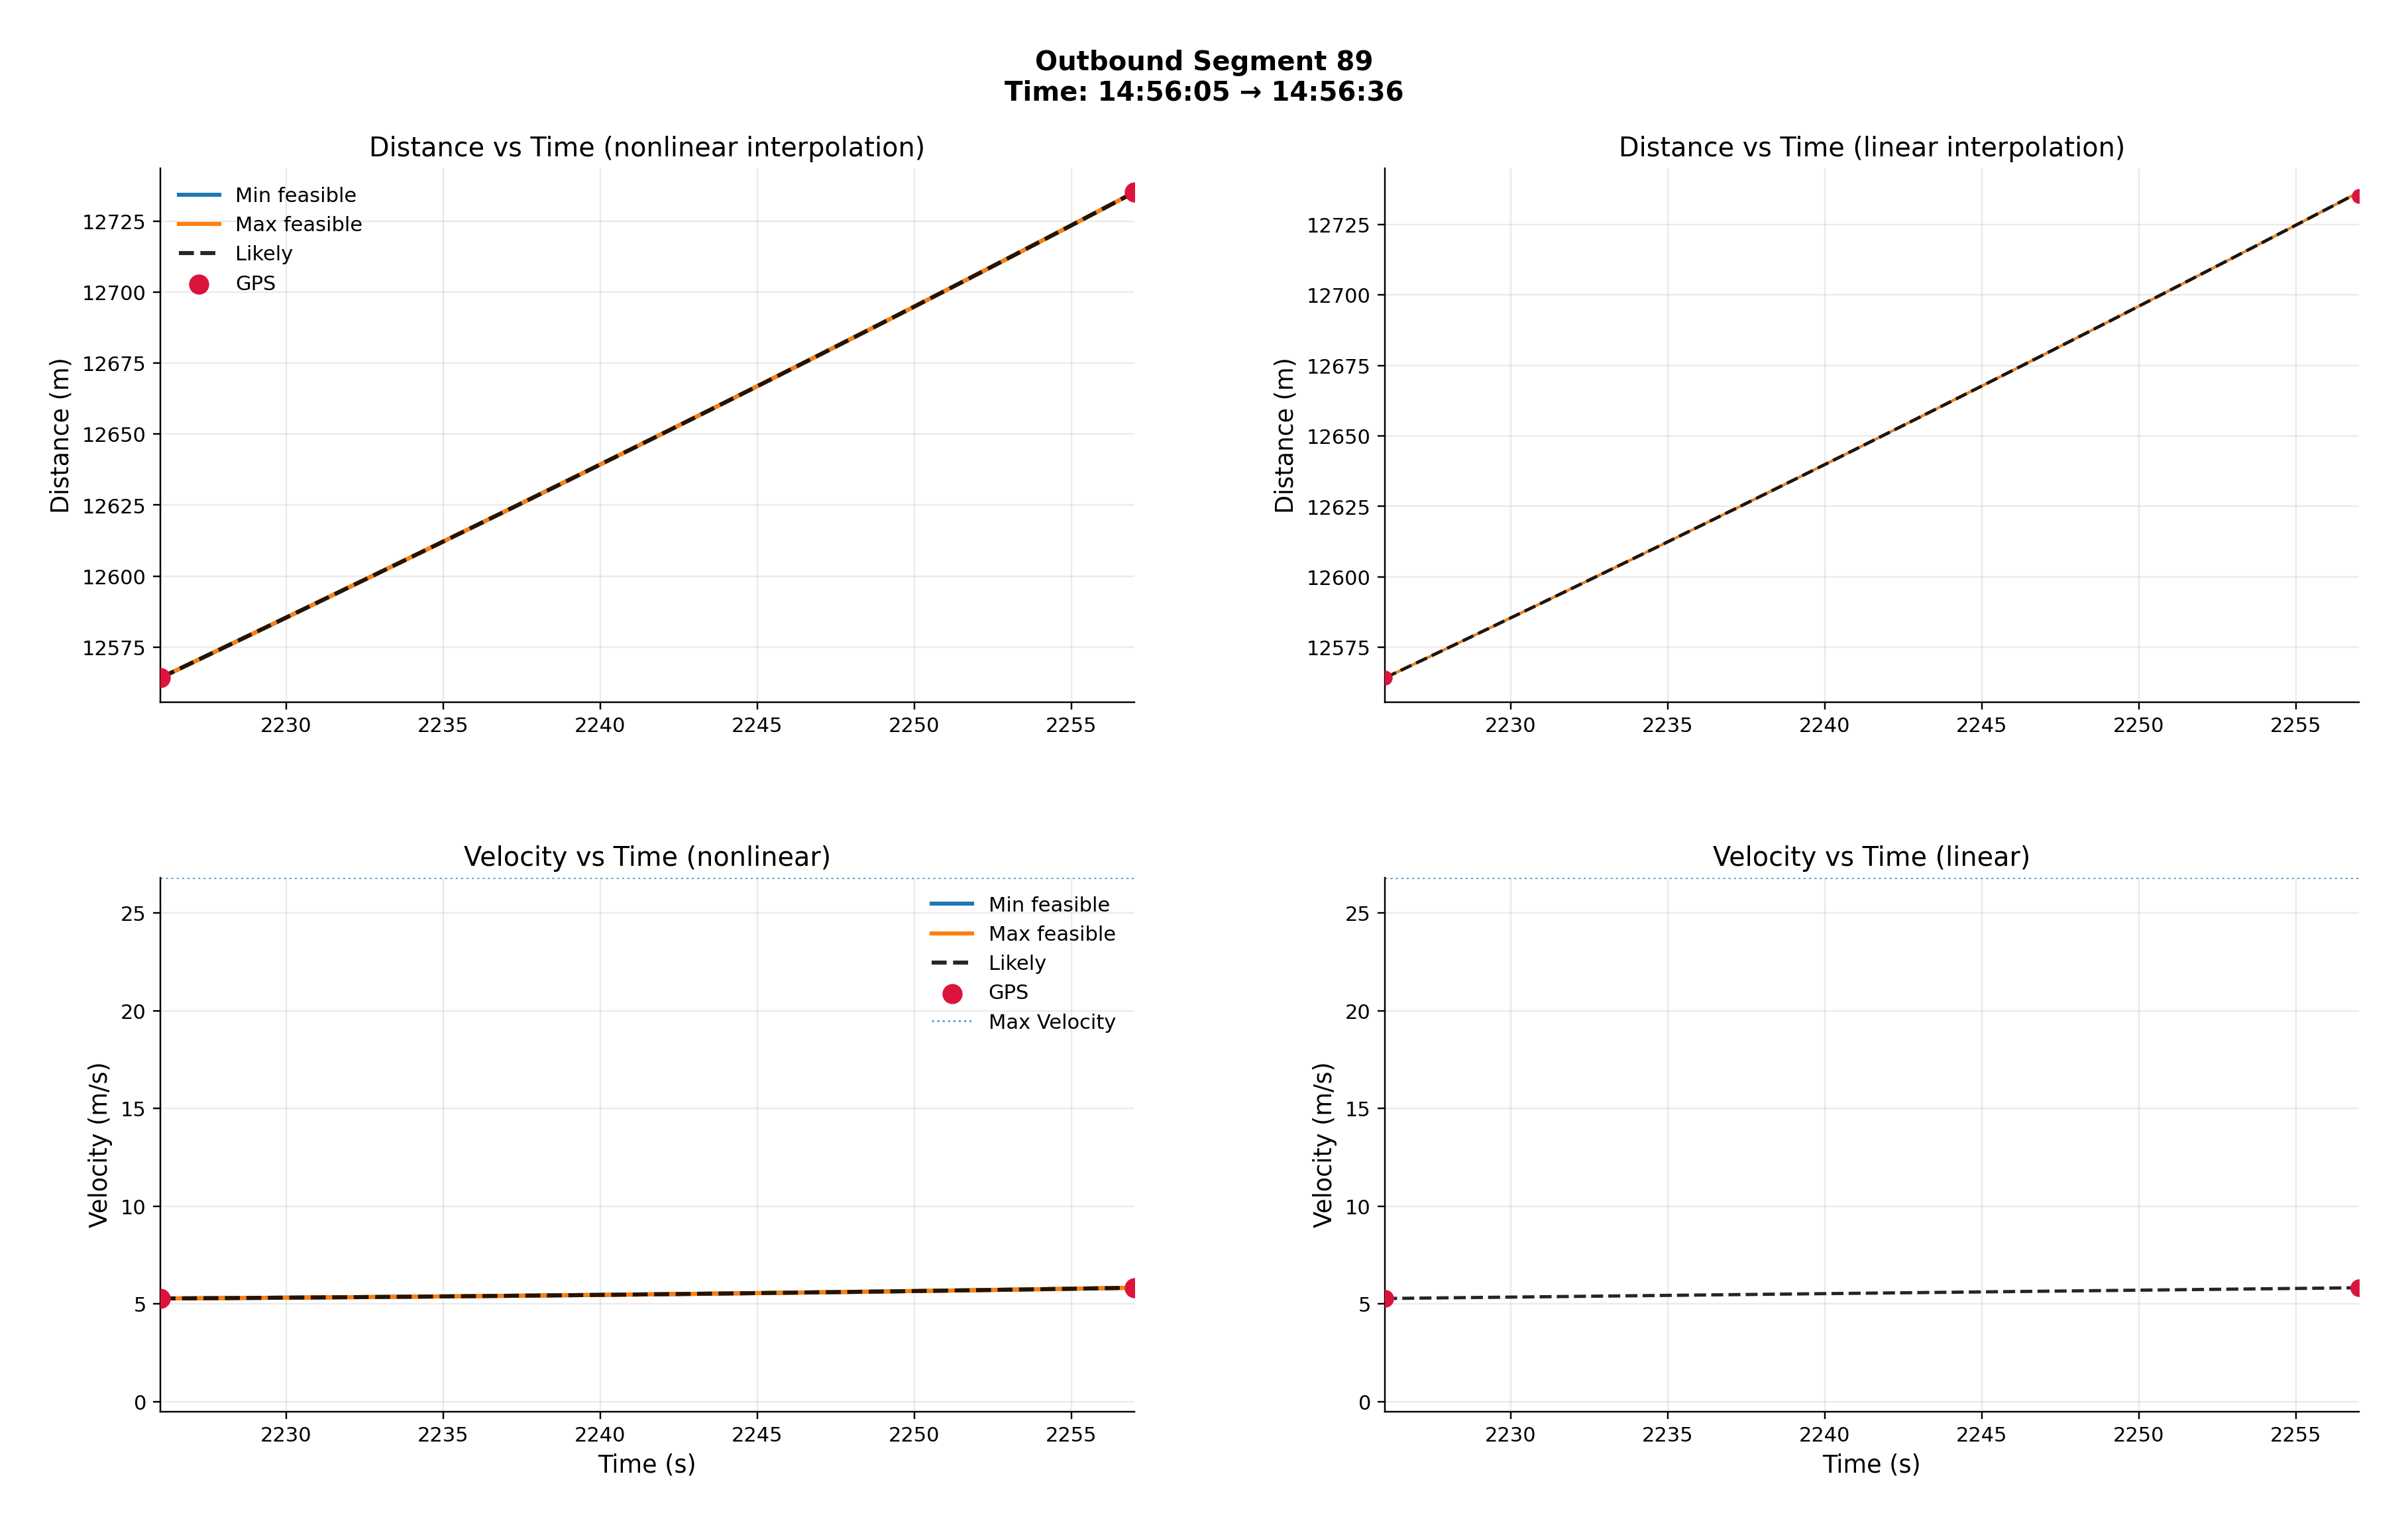 Outbound Segment 89
Time: 14:56:05 → 14:56:36
Distance vs Time (nonlinear interpolation)
Min feasible
Max feasible
Likely
GPS
Distance (m)
12725
12700
12675
12650
12625
12600
12575
2230 2235 2240 2245 2250 2255
Distance vs Time (linear interpolation)
Distance (m)
12725
12700
12675
12650
12625
12600
12575
2230 2235 2240 2245 2250 2255
Velocity vs Time (nonlinear)
Min feasible
Max feasible
Likely
GPS
Max Velocity
Velocity (m/s)
25
20
15
10
5
0
2230 2235 2240 2245 2250 2255
Time (s)
Velocity vs Time (linear)
Velocity (m/s)
25
20
15
10
5
0
2230 2235 2240 2245 2250 2255
Time (s)